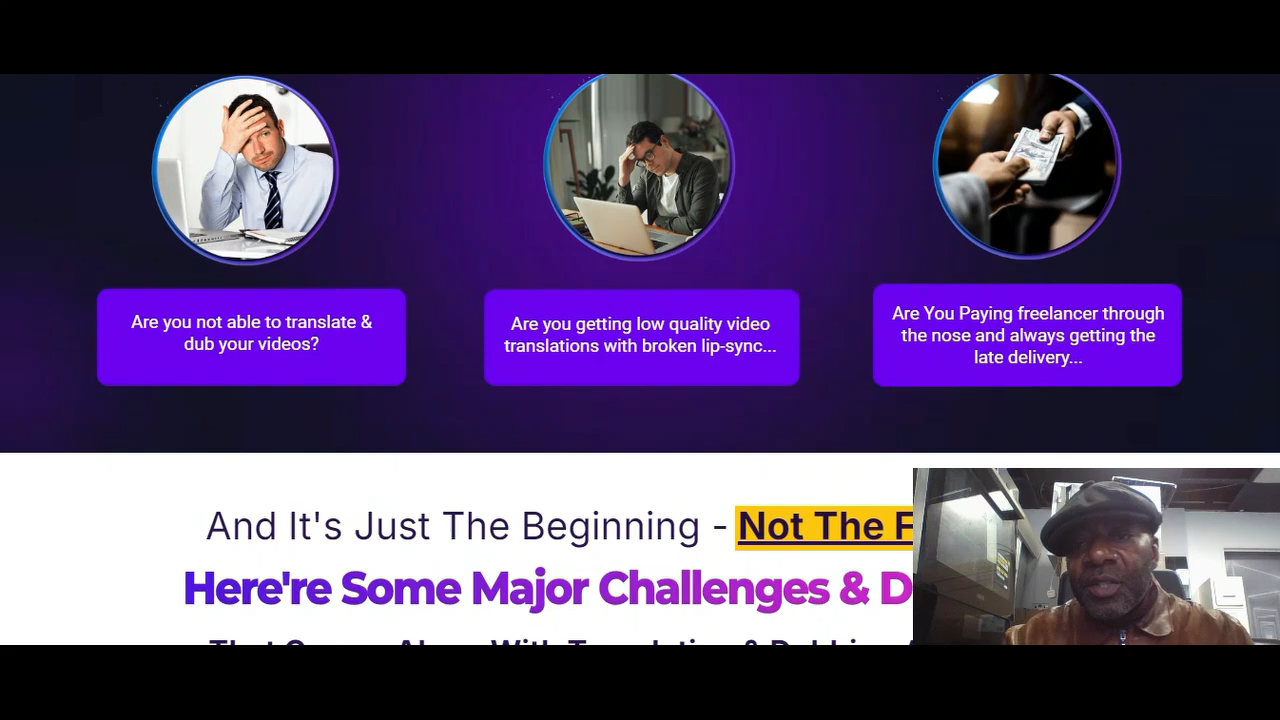 Are you not able to translate &
dub your videos?
Are you getting low quality video
translations with broken lip-sync...
Are You Paying freelancer through
the nose and always getting the
late delivery...
And It's Just The Beginning - Not The F
Here're Some Major Challenges & D